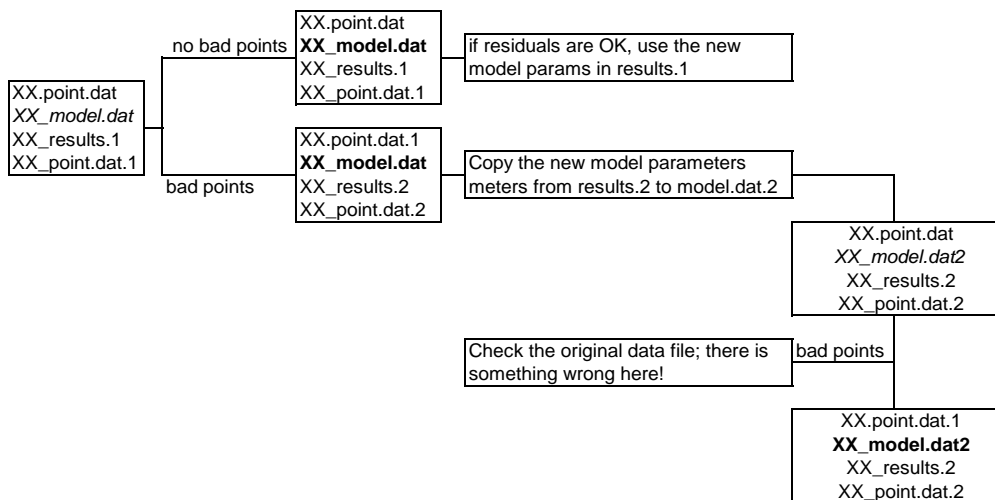 XX.point.dat
XX_model.dat
XX_results.1
XX_point.dat.1
no bad points
XX.point.dat
XX_model.dat
XX_results.1
XX_point.dat.1
if residuals are OK, use the new
model params in results.1
bad points
XX.point.dat.1
XX_model.dat
XX_results.2
XX_point.dat.2
Copy the new model parameters
meters from results.2 to model.dat.2
XX.point.dat
XX_model.dat2
XX_results.2
XX_point.dat.2
Check the original data file; there is
something wrong here!
bad points
XX.point.dat.1
XX_model.dat2
XX_results.2
XX_point.dat.2